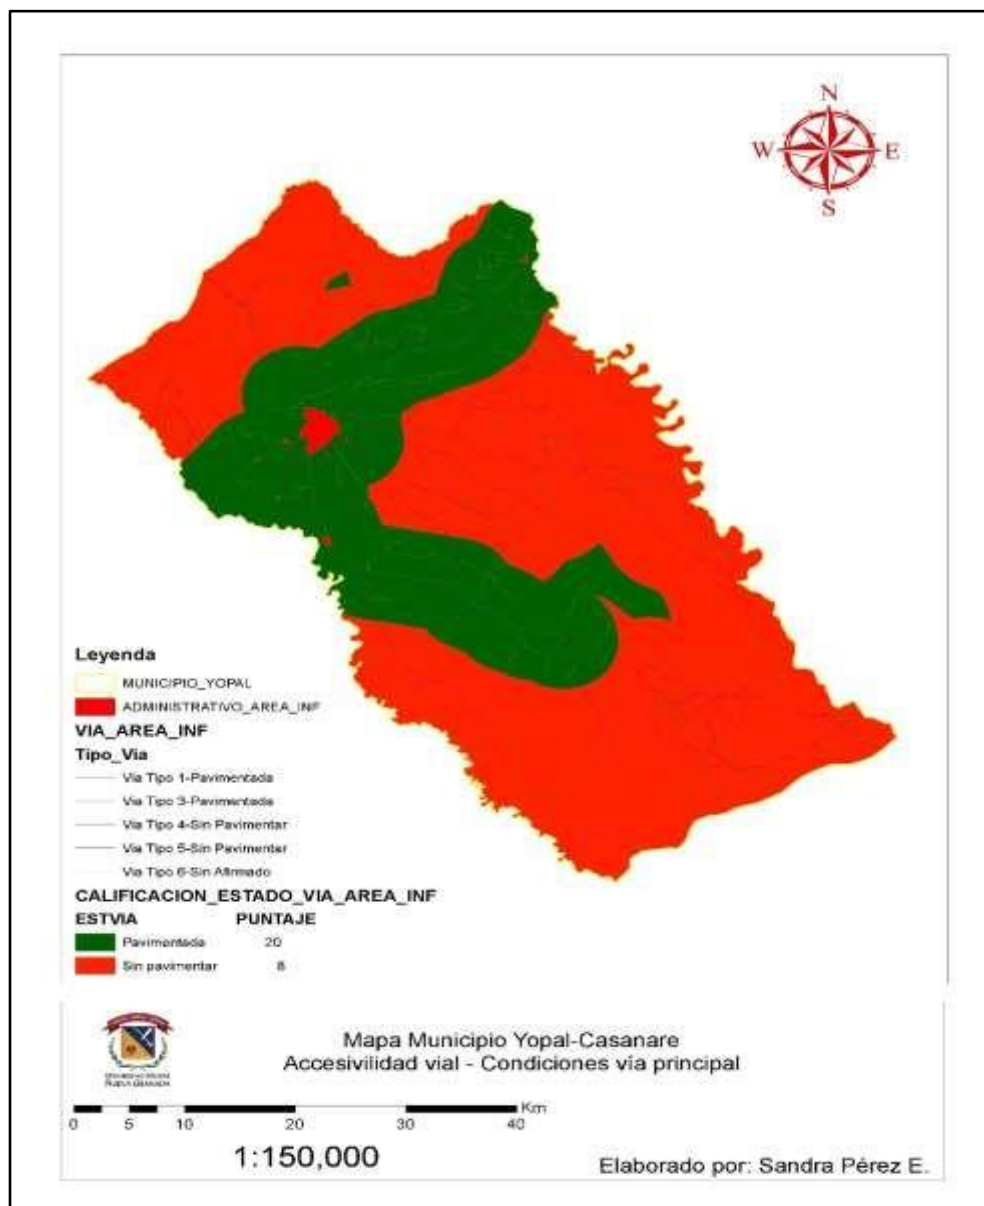 N
W E
S
Leyenda
MUNICIPIO_YOPAL
ADMINISTRATIVO_AREA_INF
VIA_AREA_INF
Tipo_Via
Via Tipo 1-Pavimentada
Via Tipo 3-Pavimentada
Via Tipo 4-Sin Pavimentar
Via Tipo 5-Sin Pavimentar
Via Tipo 6-Sin Afirmado
CALIFICACION_ESTADO_VIA_AREA_INF
ESTVIA PUNTAJE
Pavimentada 20
Sin pavimentar 8
Mapa Municipio Yopal-Casanare
Accesivilidad vial - Condiciones vía principal
NUEVA GRANADA
Km
0 5 10 20 30 40
1:150,000
Elaborado por: Sandra Pérez E.